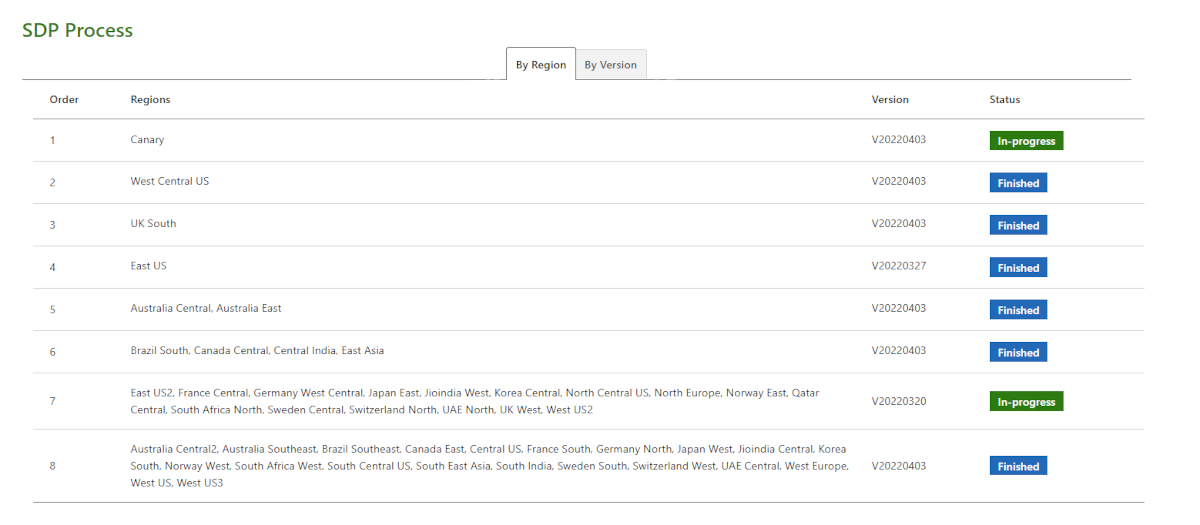 SDP Process
By Region By Version
Order Regions Version Status
1 Canary V20220403 In-progress
2 West Central US V20220403 Finished
3 UK South V20220403 Finished
4 East US V20220327 Finished
5 Australia Central, Australia East V20220403 Finished
6 Brazil South, Canada Central, Central India, East Asia V20220403 Finished
East US2, France Central, Germany West Central, Japan East, Jioindia West, Korea Central, North Central US, North Europe, Norway East, Qatar
7 V20220320 In-progress
Central, South Africa North, Sweden Central, Switzerland North, UAE North, UK West, West US2
Australia Central2, Australia Southeast, Brazil Southeast, Canada East, Central US, France South, Germany North, Japan West, Jioindia Central, Korea
8 South, Norway West, South Africa West, South Central US, South East Asia, South India, Sweden South, Switzerland West, UAE Central, West Europe, V20220403 Finished
West US, West US3